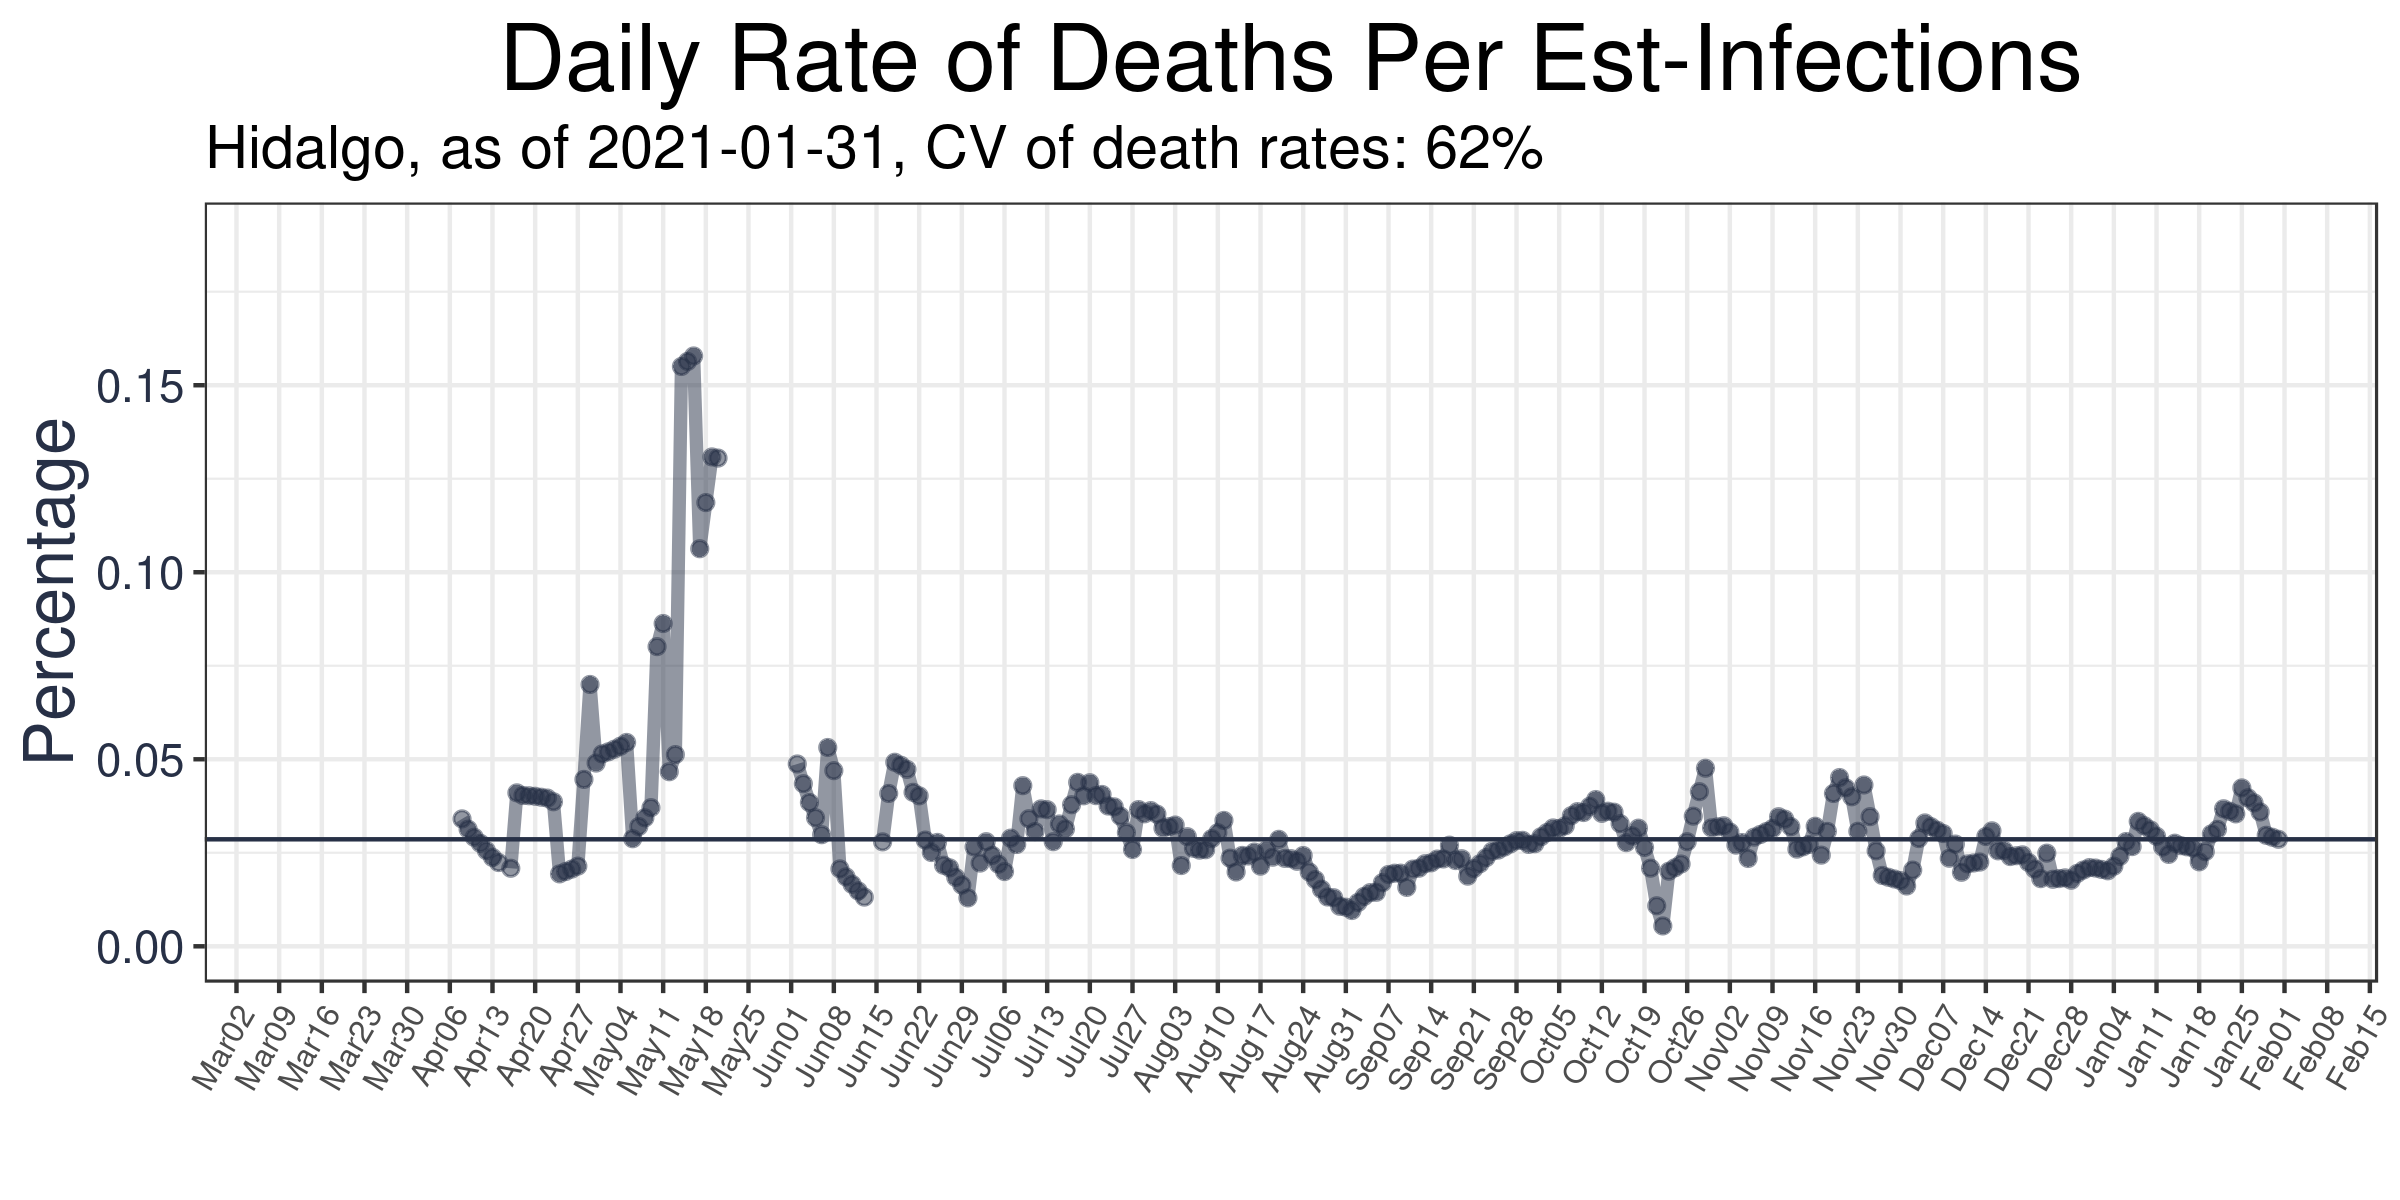 Daily Rate of Deaths Per Est-Infections
Hidalgo, as of 2021-01-31, CV of death rates: 62%
Percentage
0.15
0.10
0.05
0.00
Mar02 Mar09 Mar16 Mar23 Mar30 Apr06 Apr13 Apr20 Apr27 May04 May11 May18 May25 Jun01 Jun08 Jun15 Jun22 Jun29 Jul06 Jul13 Jul20 Jul27 Aug03 Aug10 Aug17 Aug24 Aug31 Sep07 Sep14 Sep21 Sep28 Oct05 Oct12 Oct19 Oct26 Nov02 Nov09 Nov16 Nov23 Nov30 Dec07 Dec14 Dec21 Dec28 Dec04 Jan11 Jan18 Jan25 Feb01 Feb08 Feb15